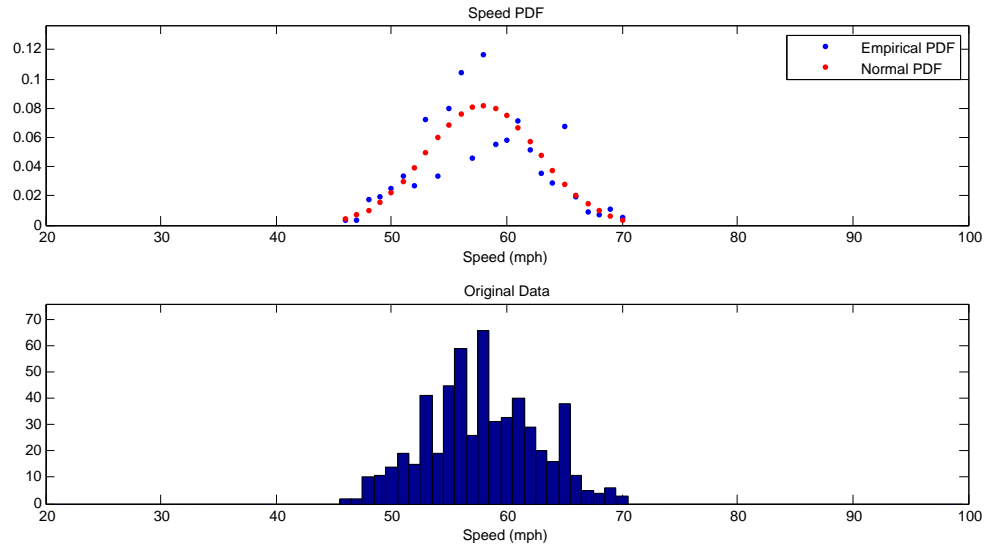 Speed PDF
0.12
0.1
0.08
0.06
0.04
0.02
0
Empirical PDF
Normal PDF
20 30 40 50 60 70 80 90 100
Speed (mph)
Original Data
70
60
50
40
30
20
10
0
20 30 40 50 60 70 80 90 100
Speed (mph)